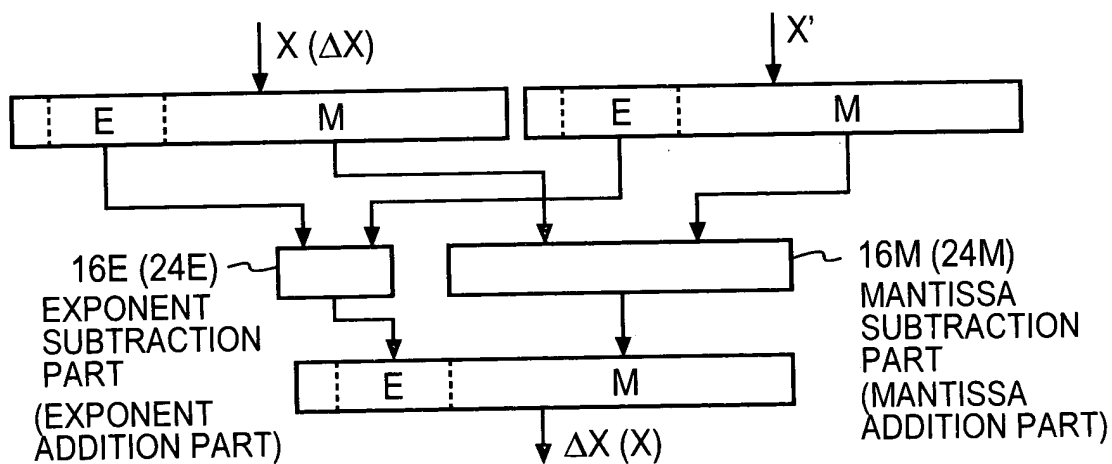 X (ΔX)
X'
E
M
E
M
16E (24E)
EXPONENT
SUBTRACTION
PART
(EXPONENT
ADDITION PART)
16M (24M)
MANTISSA
SUBTRACTION
PART
(MANTISSA
ADDITION PART)
E
M
ΔX (X)